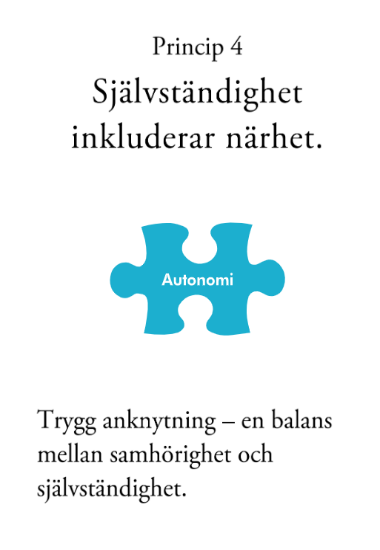 Princip 4
Självständighet
inkluderar närhet.
Autonomi
Trygg anknytning – en balans
mellan samhörighet och
självständighet.